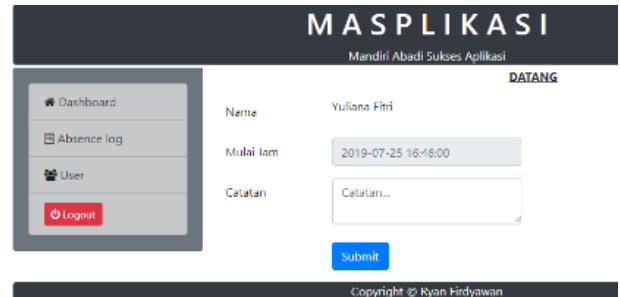 MASPLIKASI
Mandiri Abadi Sukses Aplikasi
DATANG
Dashboard
Absence log
User
Logout
Nama Yuliana Fitri
Mulai Jam 2019-07-25 16:46:00
Catatan Catatan...
Submit
Copyright © Ryan Firdyawan